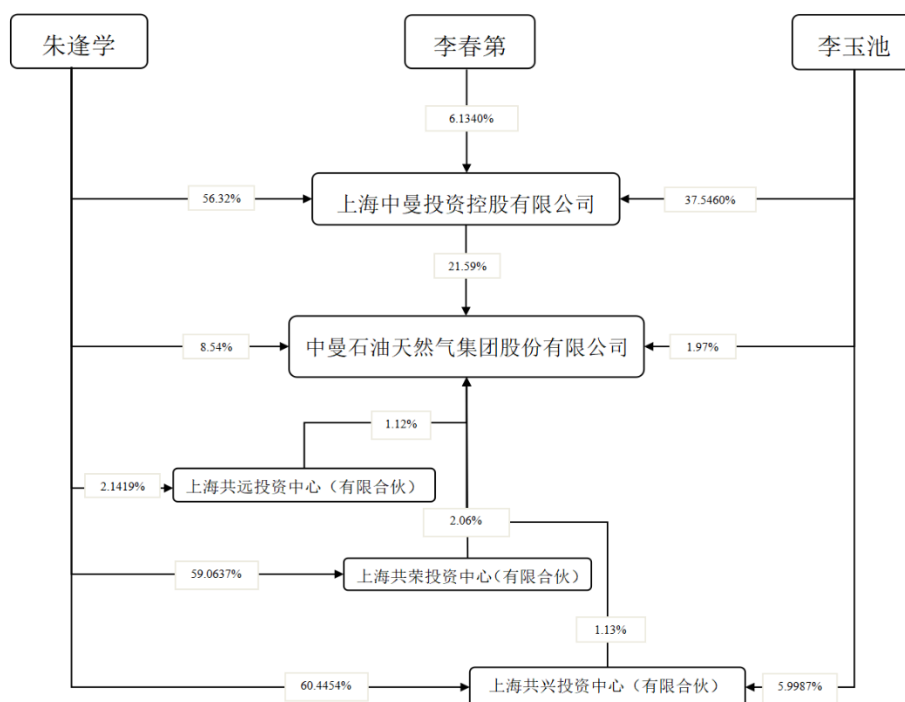 朱逢学
李春第
李玉池
6.1340%
56.32%
上海中曼投资控股有限公司
37.5460%
21.59%
8.54%
中曼石油天然气集团股份有限公司
1.97%
1.12%
2.1419%
上海共远投资中心（有限合伙）
2.06%
59.0637%
上海共荣投资中心（有限合伙）
1.13%
60.4454%
上海共兴投资中心（有限合伙）
5.9987%